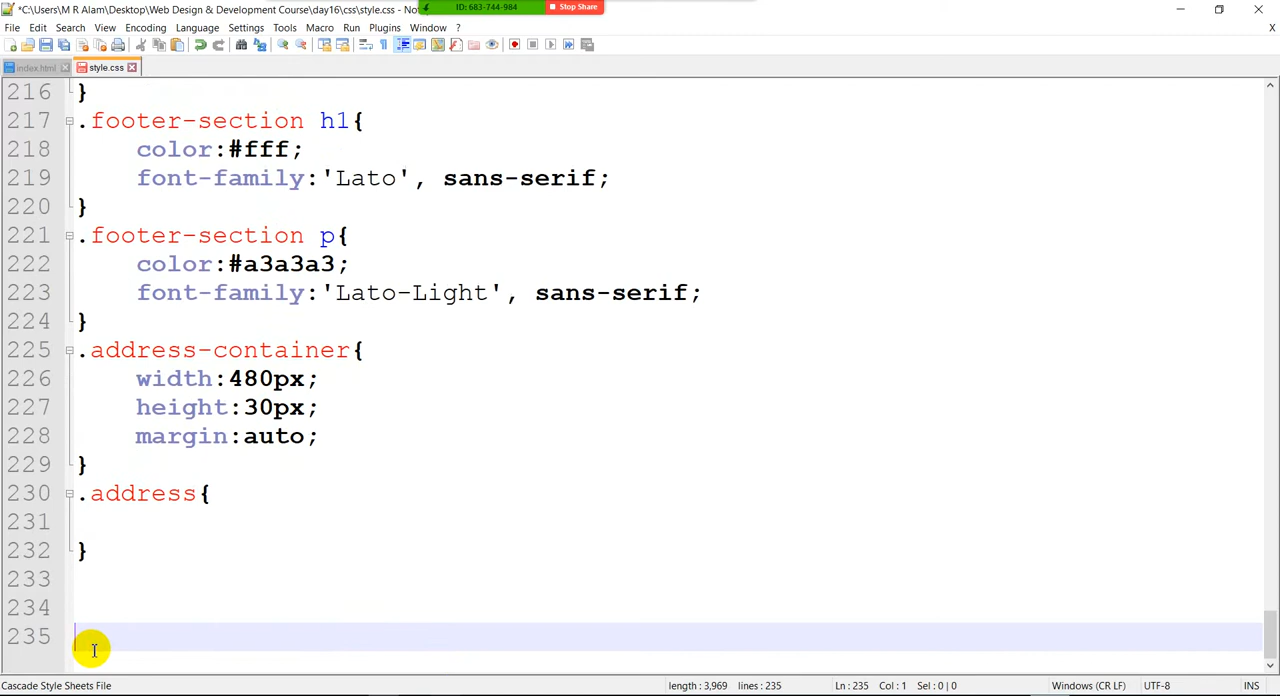 *C:\Users\M R Alam\Desktop\Web Design & Development Course\day16\css\style.css - No
ID: 683-744-984
Stop Share
File Edit Search View Encoding Language Settings Tools Macro Run Plugins Window ? X
index.html style.css
216 }
217 .footer-section h1{
218 color:#fff;
219 font-family:'Lato', sans-serif;
220 }
221 .footer-section p{
222 color:#a3a3a3;
223 font-family:'Lato-Light', sans-serif;
224 }
225 .address-container{
226 width:480px;
227 height:30px;
228 margin:auto;
229 }
230 .address{
231
232 }
233
234
235
Cascade Style Sheets File length : 3,969 lines : 235 Ln : 235 Col : 1 Sel : 0 | 0 Windows (CR LF) UTF-8 INS